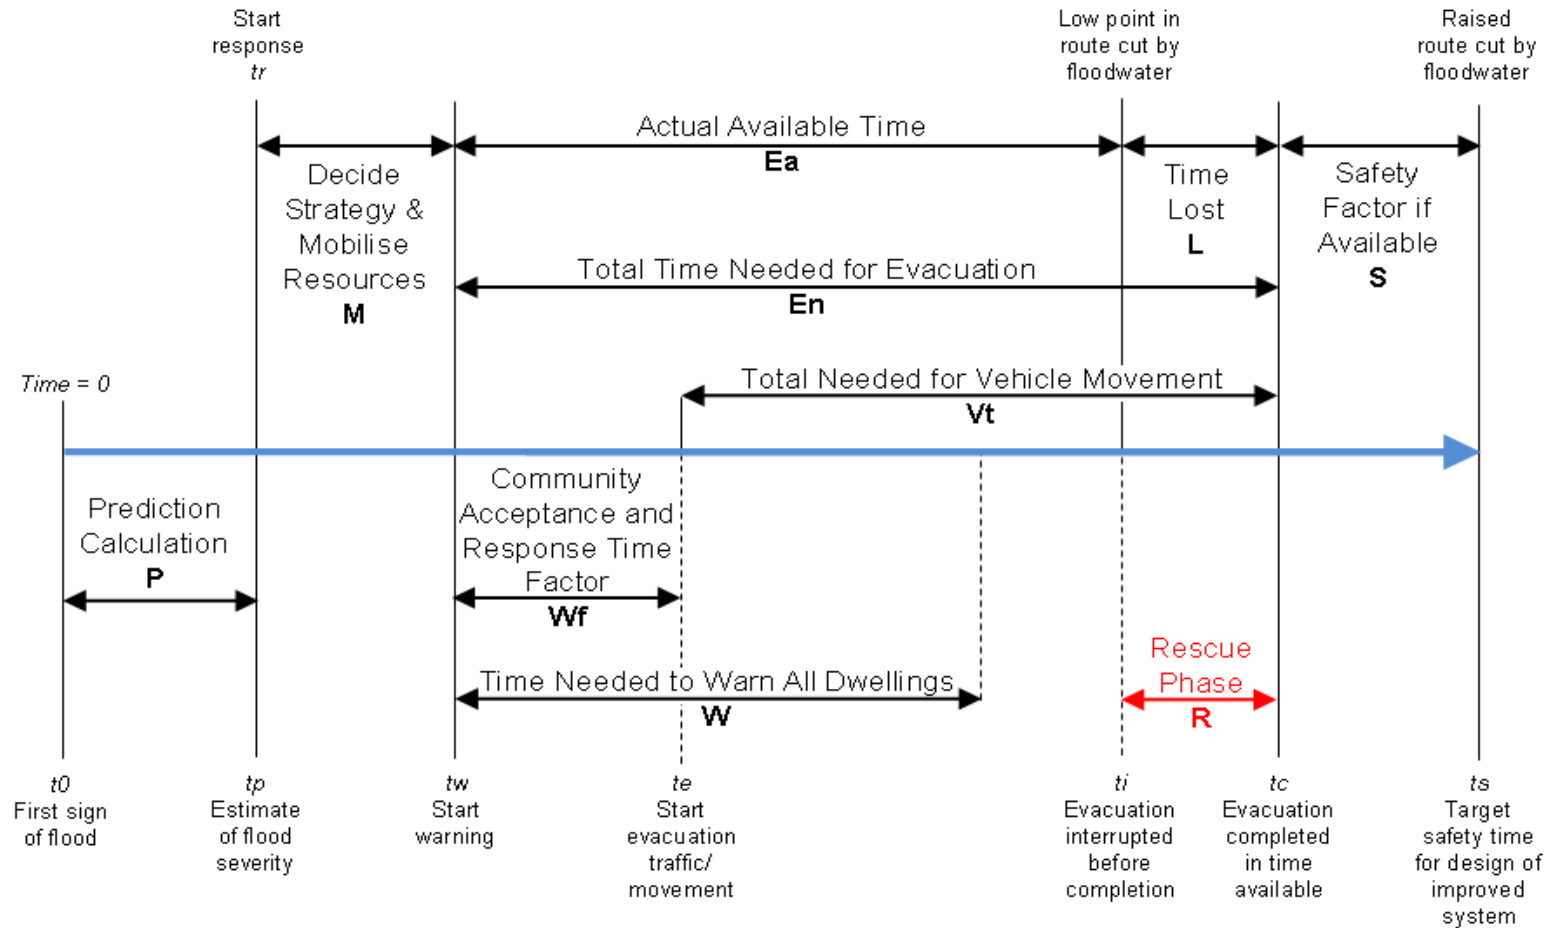 Start
response
tr
Low point in
route cut by
floodwater
Raised
route cut by
floodwater
Actual Available Time
Ea
Decide
Strategy &
Mobilise
Resources
M
Time
Lost
L
Safety
Factor if
Available
S
Total Time Needed for Evacuation
En
Time = 0
Total Needed for Vehicle Movement
Vt
Prediction
Calculation
P
Community
Acceptance and
Response Time
Factor
Wf
Rescue
Phase
R
Time Needed to Warn All Dwellings
W
t0
First sign
of flood
tp
Estimate
of flood
severity
tw
Start
warning
te
Start
evacuation
traffic/
movement
ti
Evacuation
interrupted
before
completion
tc
Evacuation
completed
in time
available
ts
Target
safety time
for design of
improved
system